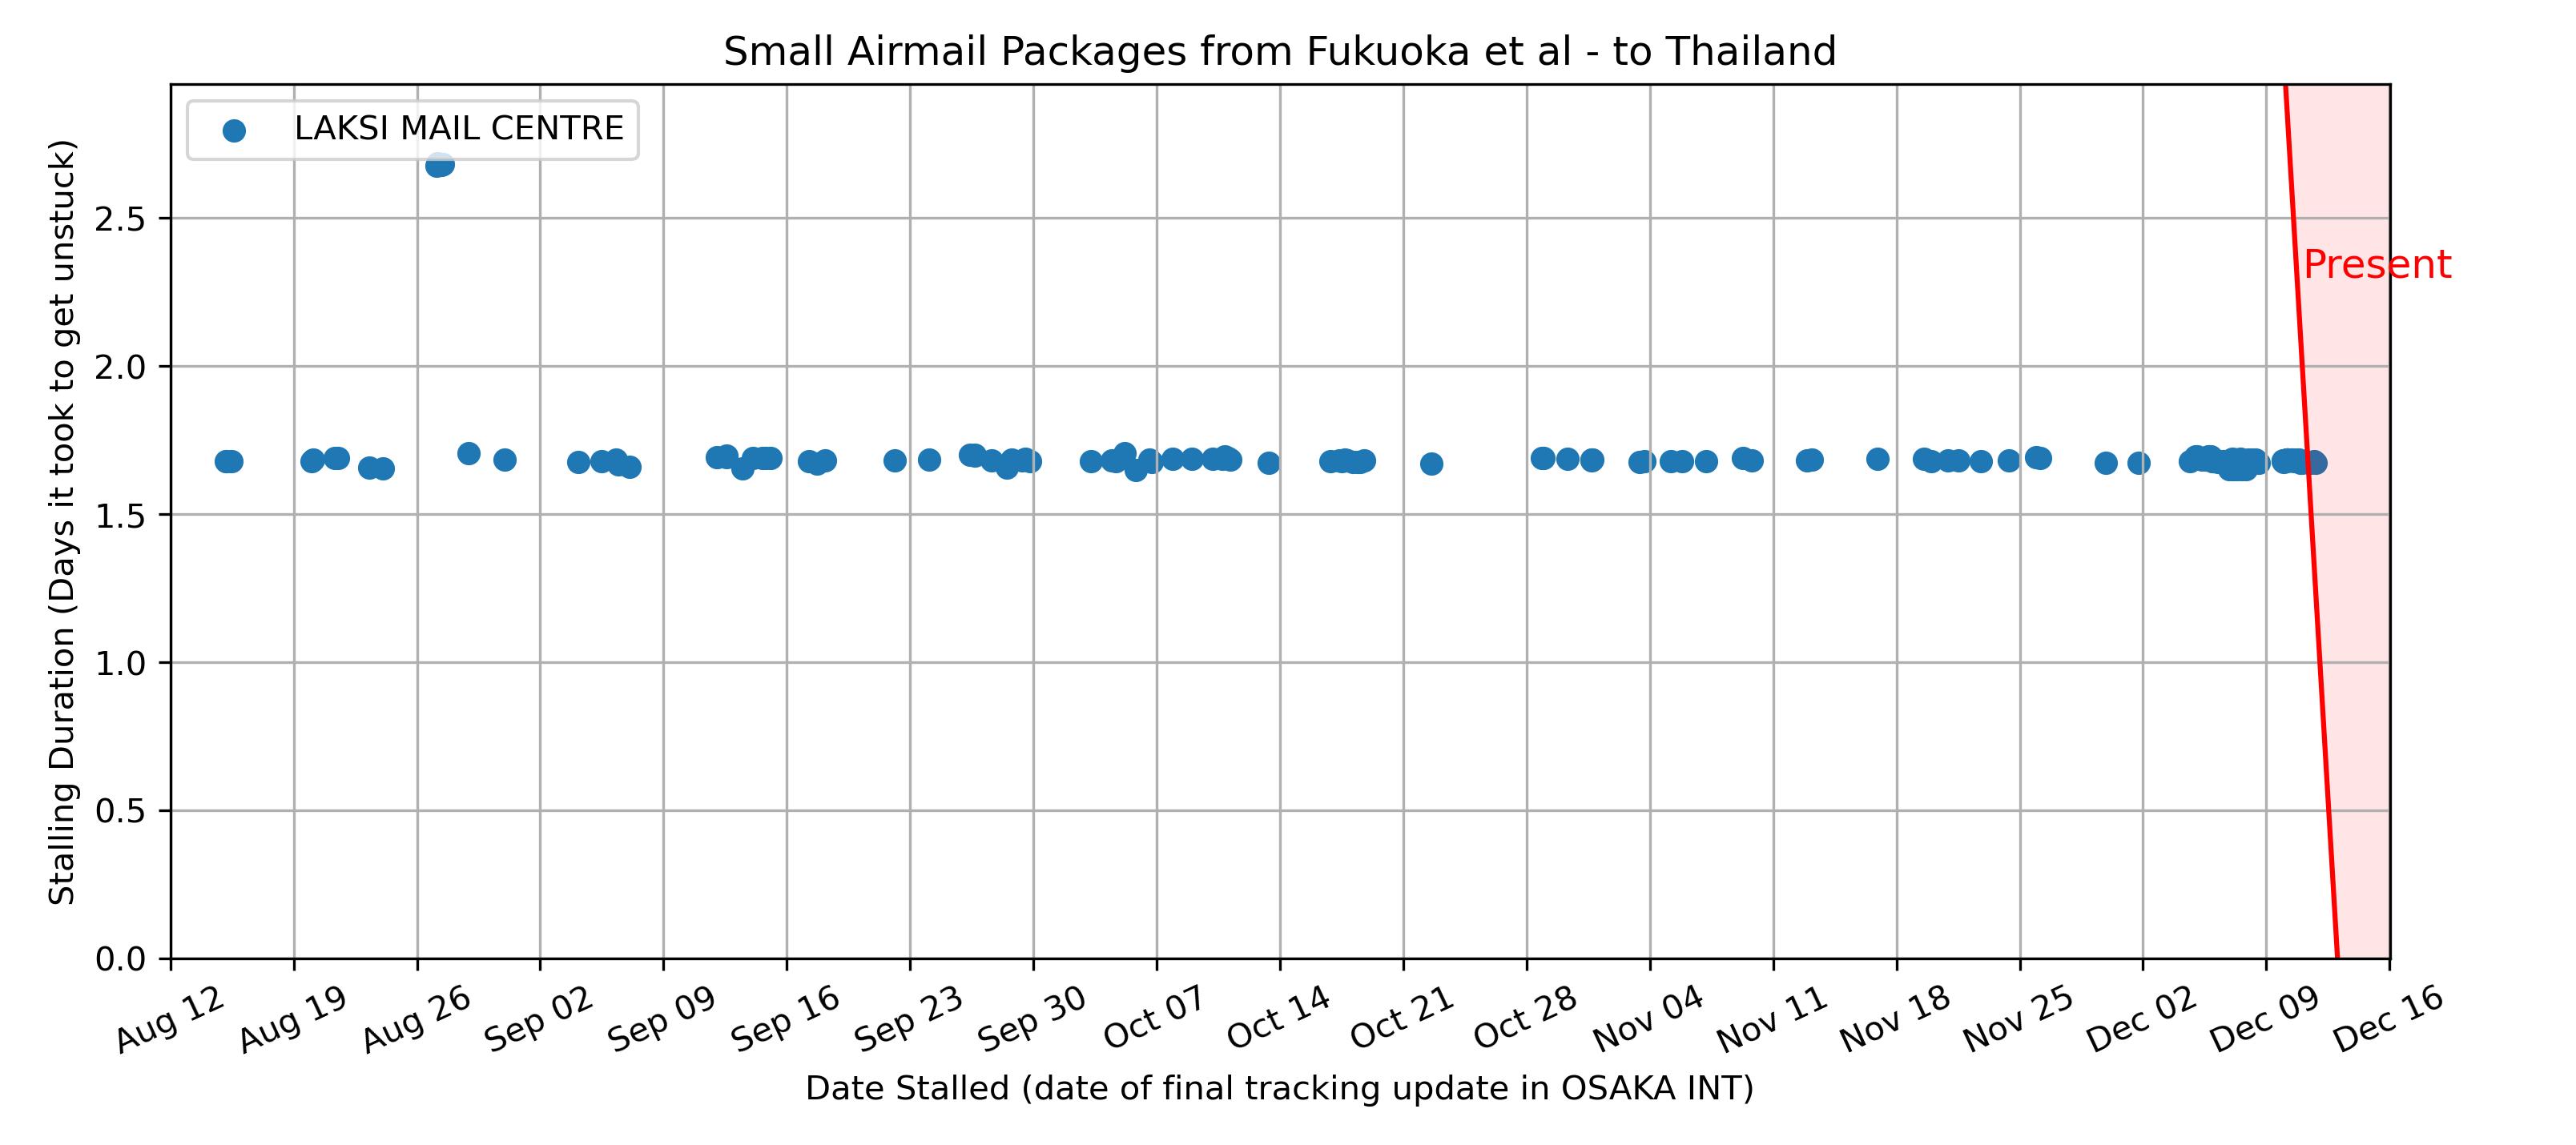 Small Airmail Packages from Fukuoka et al - to Thailand
LAKSI MAIL CENTRE
Present
Stalling Duration (Days it took to get unstuck)
2.5
2.0
1.5
1.0
0.5
0.0
Aug 12 Aug 19 Aug 26 Sep 02 Sep 09 Sep 16 Sep 23 Sep 30 Oct 07 Oct 14 Oct 21 Oct 28 Nov 04 Nov 11 Nov 18 Nov 25 Dec 02 Dec 09 Dec 16
Date Stalled (date of final tracking update in OSAKA INT)